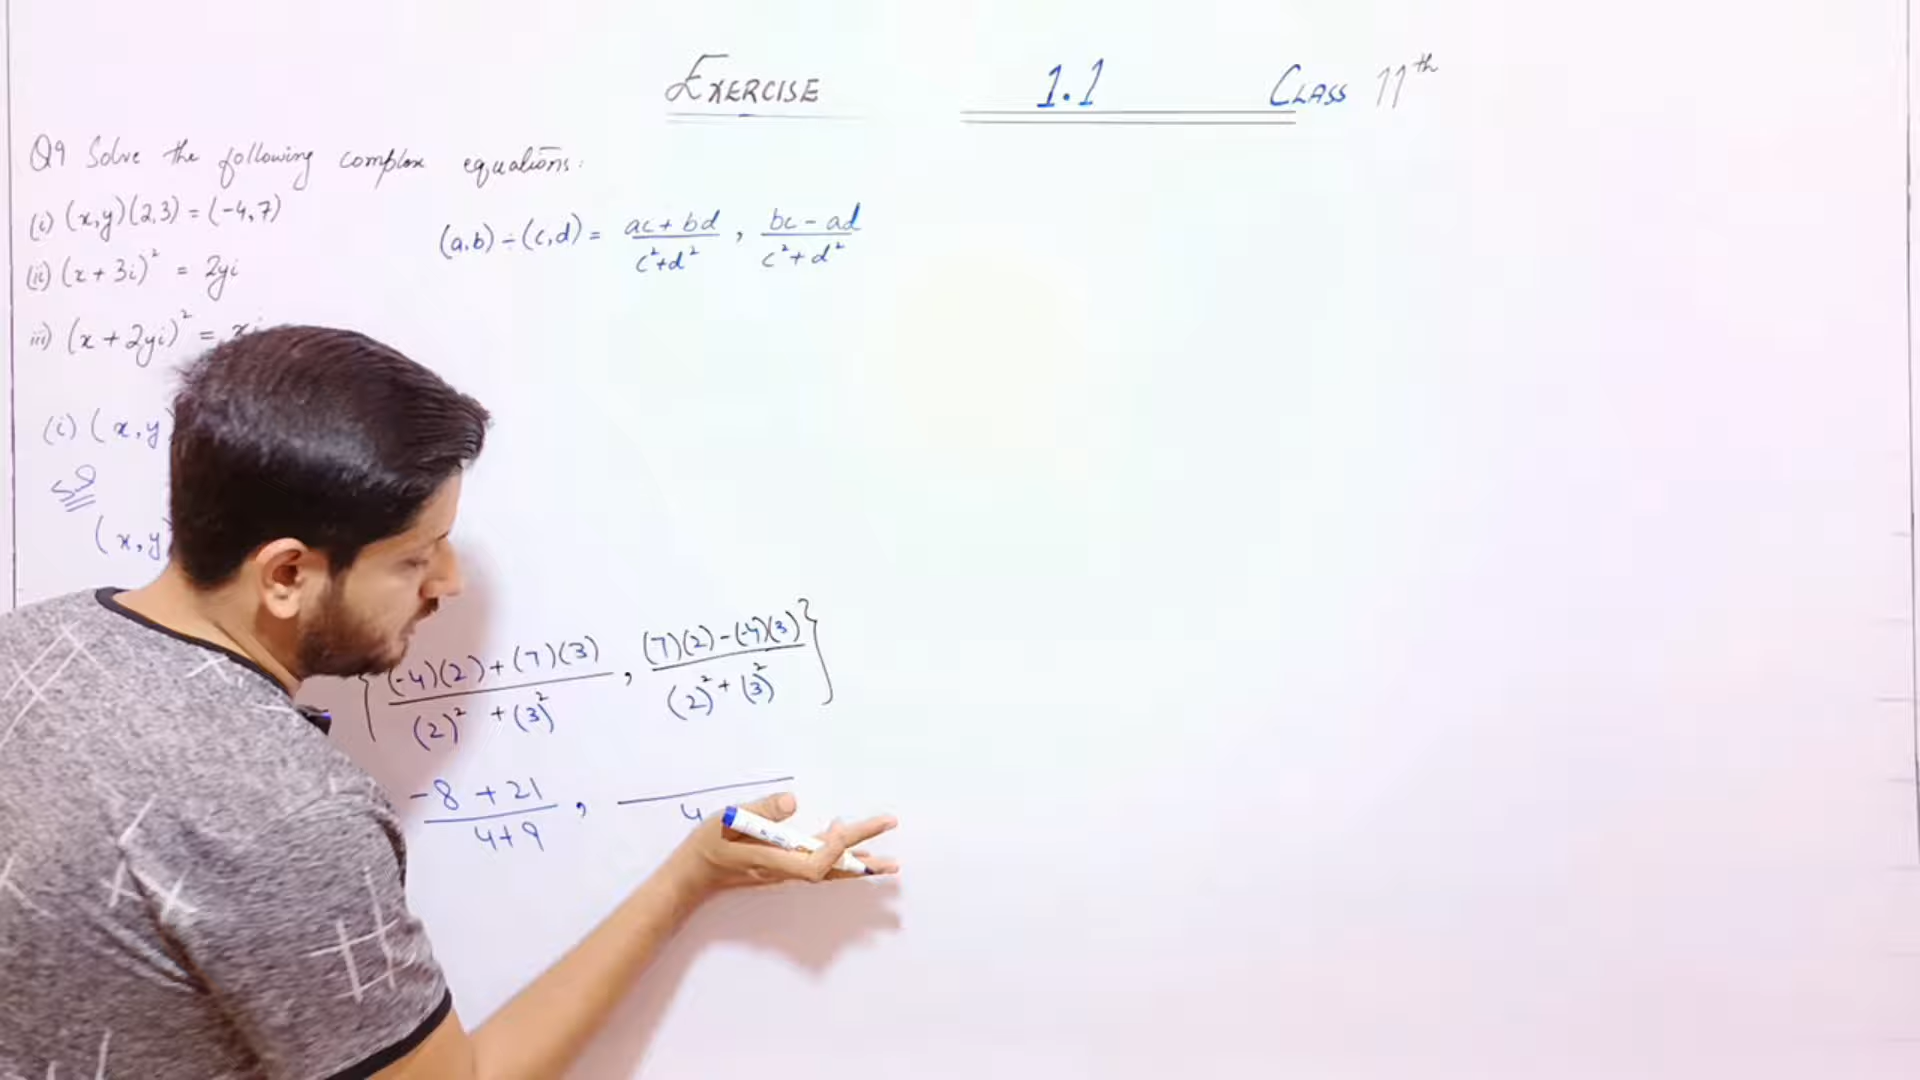 EXERCISE 1.1 CLASS 11th
Q9 Solve the following complex equations:
(i) (x,y)(2,3) = (-4,7)
(a,b) ÷ (c,d) = ac + bd / c² + d² , bc - ad / c² + d²
(ii) (x + 3i)² = 2yi
iii) (x + 2yi)² = xi
(i) (x,y
Sol
(x,y)
{ (-4)(2) + (7)(3) / (2)² + (3)² , (7)(2) - (-4)(3) / (2)² + (3)² }
-8 + 21 / 4 + 9 , / 4